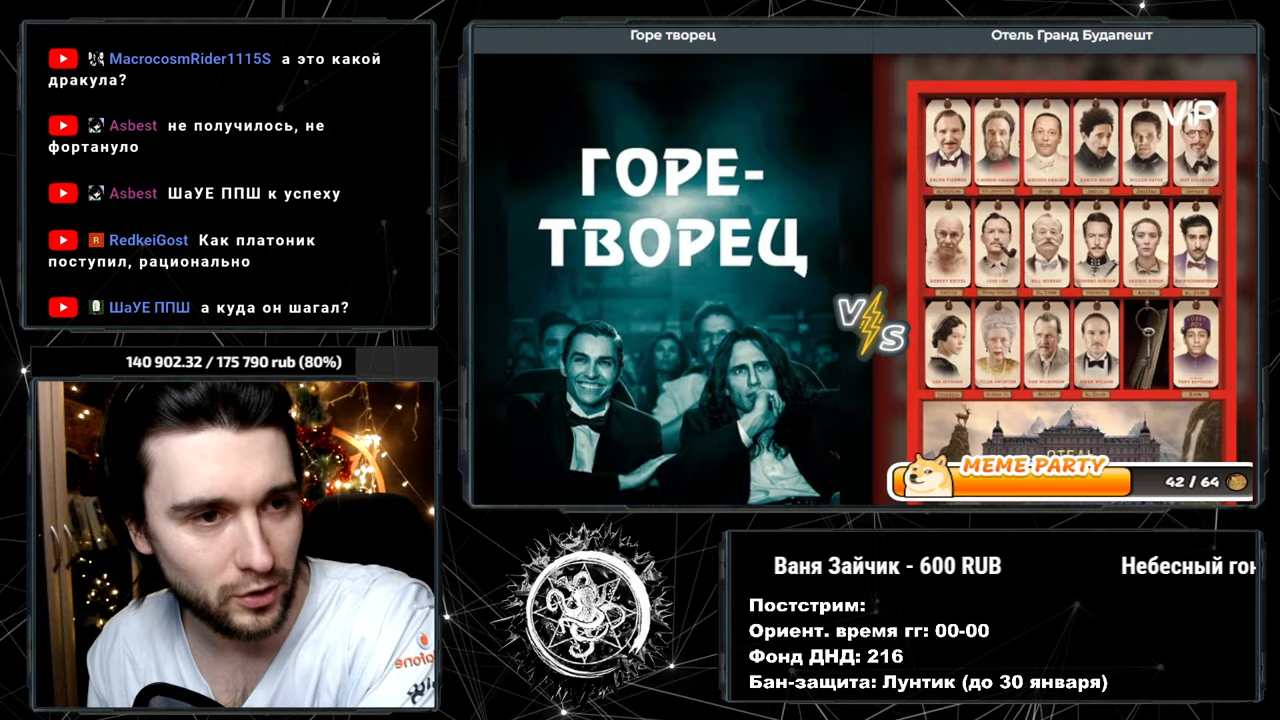 MacrocosmRider1115S а это какой
дракула?
Asbest не получилось, не
фортануло
Asbest ШаУЕ ППШ к успеху
RedkeiGost Как платоник
поступил, рационально
ШаУЕ ППШ а куда он шагал?
140 902.32 / 175 790 rub (80%)
Горе творец
Отель Гранд Будапешт
ГОРЕ-
ТВОРЕЦ
VS
VIP
MEME PARTY
42 / 64
Ваня Зайчик - 600 RUB
Небесный гон
Постстрим:
Ориент. время гг: 00-00
Фонд ДНД: 216
Бан-защита: Лунтик (до 30 января)